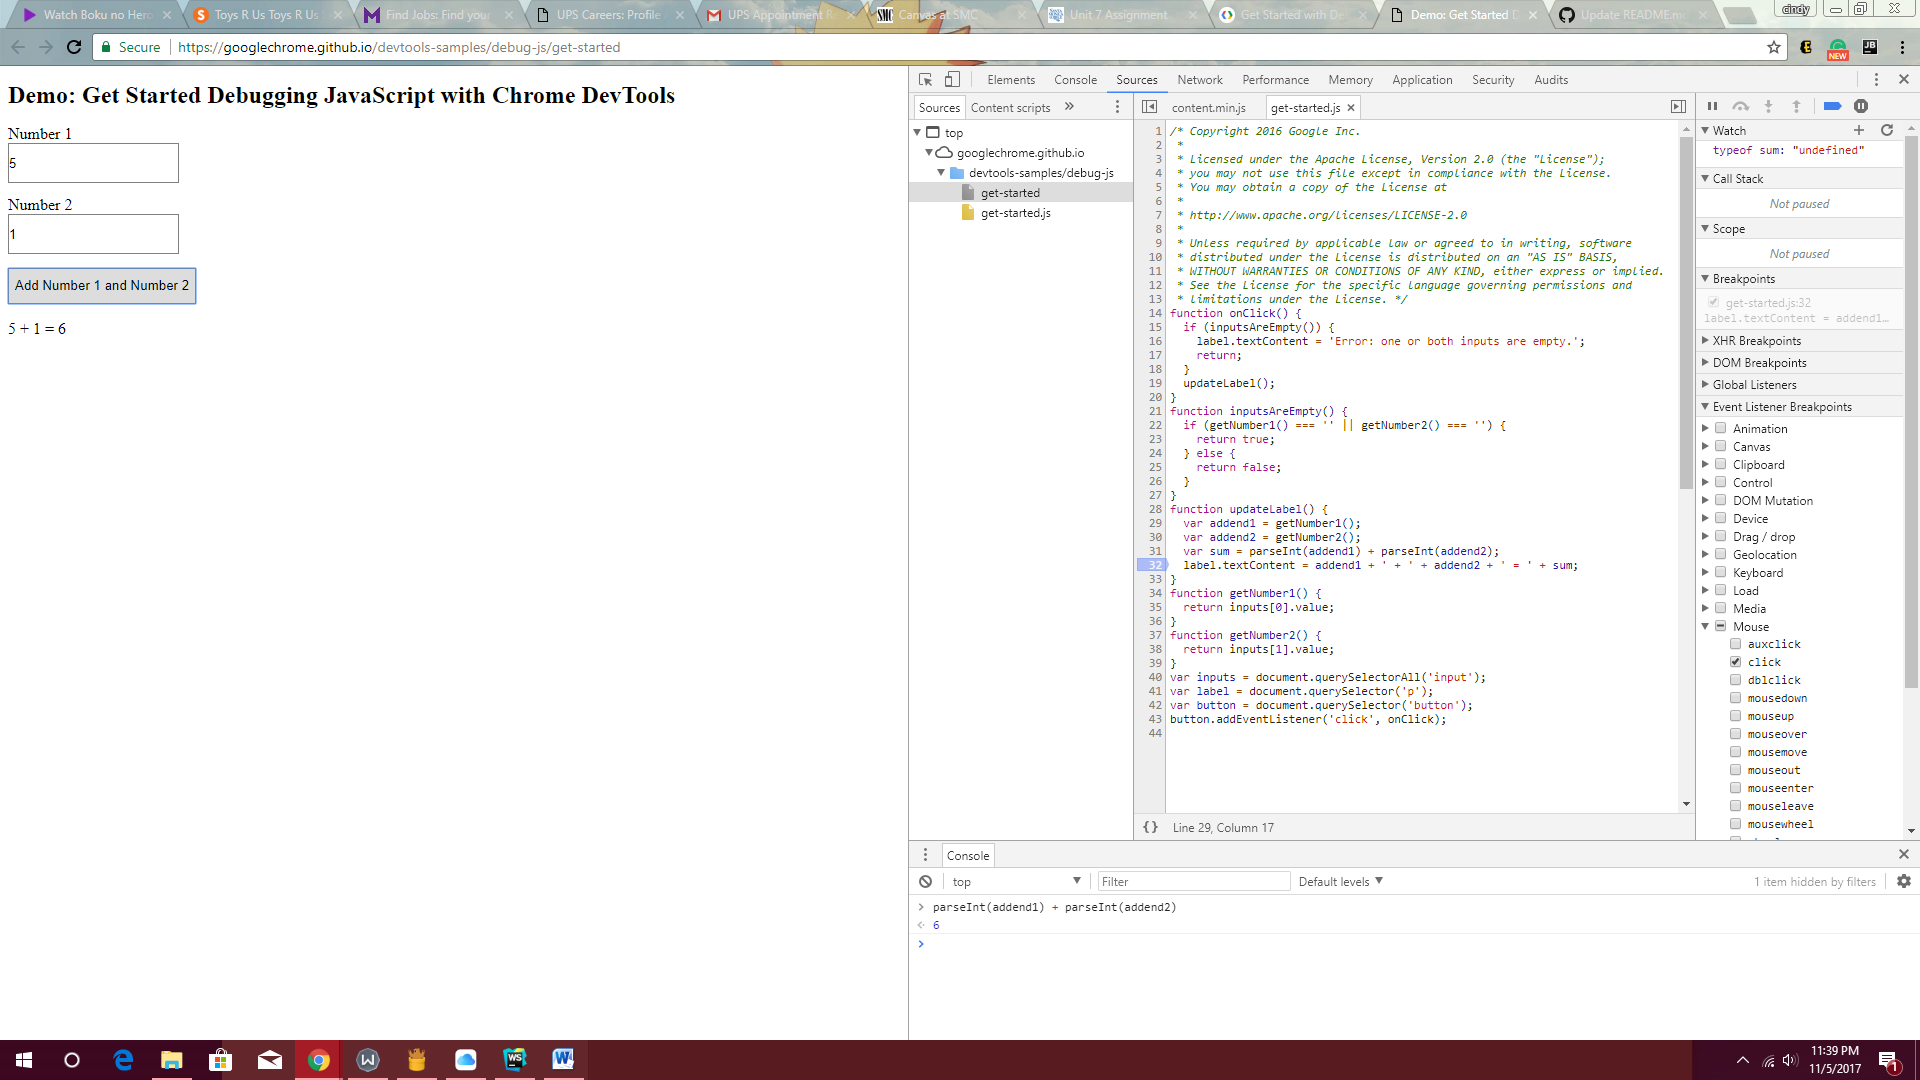 Watch Boku no Hero
Toys R Us Toys R Us
Find Jobs: Find your
UPS Careers: Profile
UPS Appointment R
Canvas at SMC
Unit 7 Assignment
Get Started with De
Demo: Get Started D
Update README.m
cindy
Secure https://googlechrome.github.io/devtools-samples/debug-js/get-started
NEW
JB
Demo: Get Started Debugging JavaScript with Chrome DevTools
Number 1
5
Number 2
1
Add Number 1 and Number 2
5 + 1 = 6
Elements Console Sources Network Performance Memory Application Security Audits
Sources Content scripts »
top
googlechrome.github.io
devtools-samples/debug-js
get-started
get-started.js
content.min.js get-started.js
1 /* Copyright 2016 Google Inc.
2 *
3 * Licensed under the Apache License, Version 2.0 (the "License");
4 * you may not use this file except in compliance with the License.
5 * You may obtain a copy of the License at
6 *
7 * http://www.apache.org/licenses/LICENSE-2.0
8 *
9 * Unless required by applicable law or agreed to in writing, software
10 * distributed under the License is distributed on an "AS IS" BASIS,
11 * WITHOUT WARRANTIES OR CONDITIONS OF ANY KIND, either express or implied.
12 * See the License for the specific language governing permissions and
13 * limitations under the License. */
14 function onClick() {
15 if (inputsAreEmpty()) {
16 label.textContent = 'Error: one or both inputs are empty.';
17 return;
18 }
19 updateLabel();
20 }
21 function inputsAreEmpty() {
22 if (getNumber1() === '' || getNumber2() === '') {
23 return true;
24 } else {
25 return false;
26 }
27 }
28 function updateLabel() {
29 var addend1 = getNumber1();
30 var addend2 = getNumber2();
31 var sum = parseInt(addend1) + parseInt(addend2);
32 label.textContent = addend1 + ' + ' + addend2 + ' = ' + sum;
33 }
34 function getNumber1() {
35 return inputs[0].value;
36 }
37 function getNumber2() {
38 return inputs[1].value;
39 }
40 var inputs = document.querySelectorAll('input');
41 var label = document.querySelector('p');
42 var button = document.querySelector('button');
43 button.addEventListener('click', onClick);
44
{} Line 29, Column 17
Watch
typeof sum: "undefined"
Call Stack
Not paused
Scope
Not paused
Breakpoints
get-started.js:32
label.textContent = addend1…
XHR Breakpoints
DOM Breakpoints
Global Listeners
Event Listener Breakpoints
Animation
Canvas
Clipboard
Control
DOM Mutation
Device
Drag / drop
Geolocation
Keyboard
Load
Media
Mouse
auxclick
click
dblclick
mousedown
mouseup
mouseover
mousemove
mouseout
mouseenter
mouseleave
mousewheel
Console
top Filter Default levels 1 item hidden by filters
parseInt(addend1) + parseInt(addend2)
6
11:39 PM
11/5/2017
1